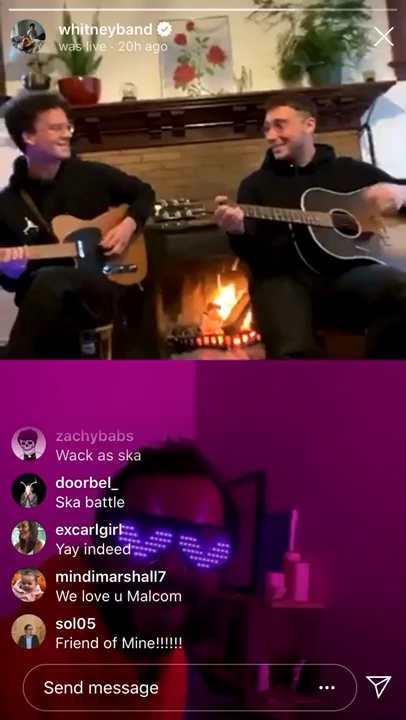 whitneyband
was live · 20h ago
zachybabs
Wack as ska
doorbel_
Ska battle
excarlgirl
Yay indeed
mindimarshall7
We love u Malcom
sol05
Friend of Mine!!!!!!
Send message